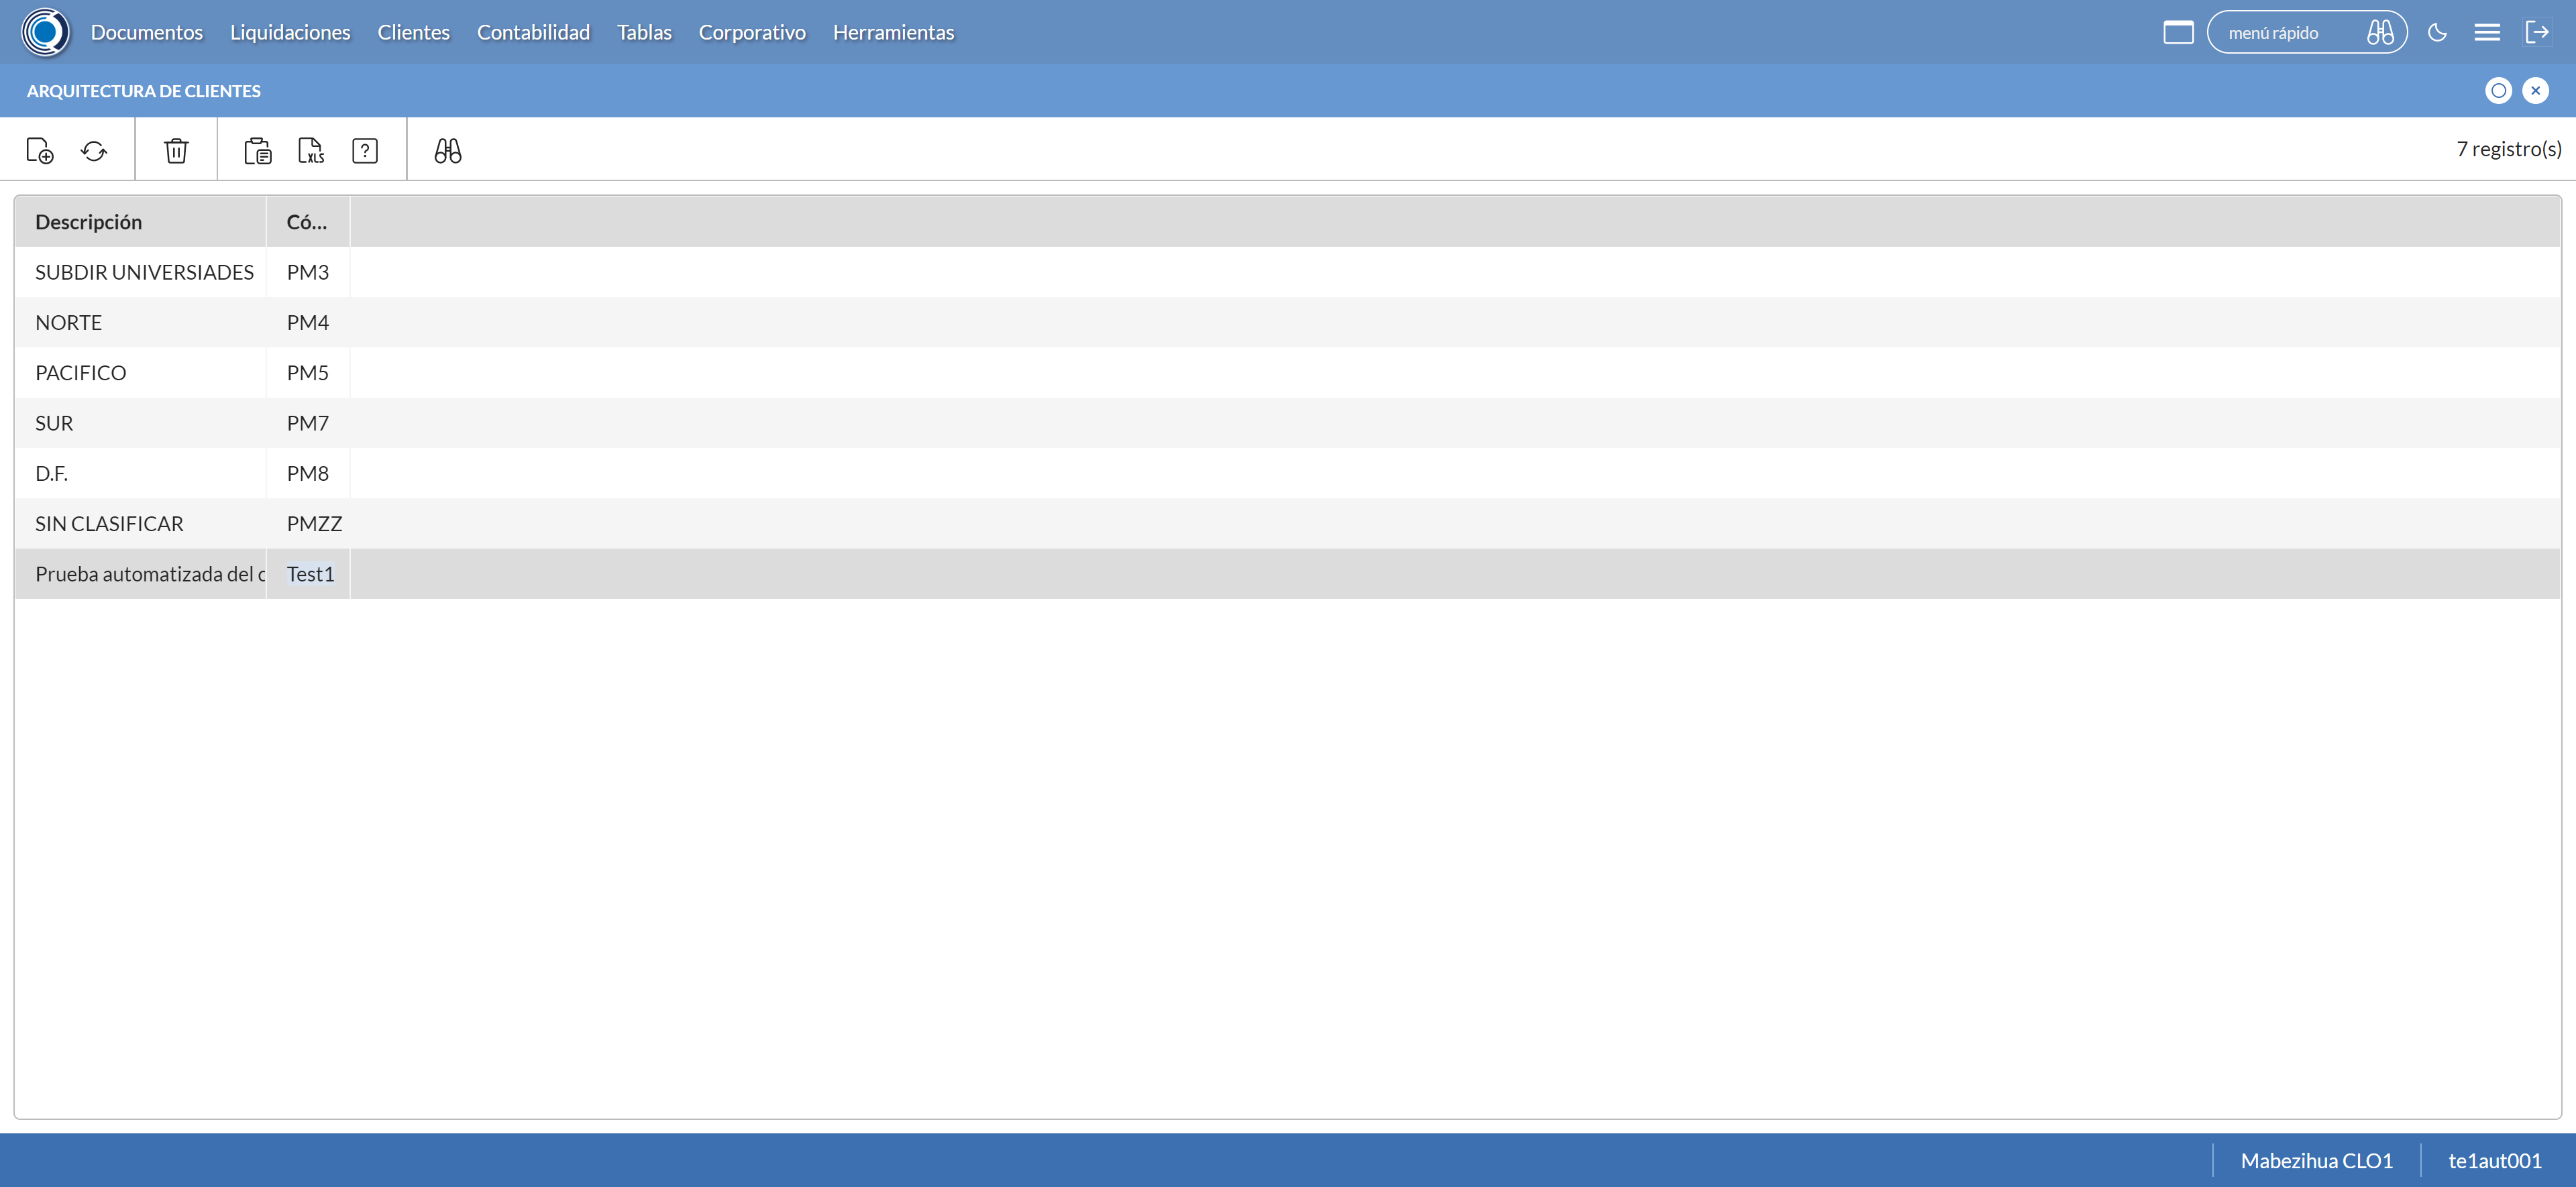 Documentos Liquidaciones Clientes Contabilidad Tablas Corporativo Herramientas menú rápido
ARQUITECTURA DE CLIENTES
XLS ? 7 registro(s)
Descripción Có...
SUBDIR UNIVERSIADES PM3
NORTE PM4
PACIFICO PM5
SUR PM7
D.F. PM8
SIN CLASIFICAR PMZZ
Prueba automatizada del c Test1
Mabezihua CLO1 te1aut001